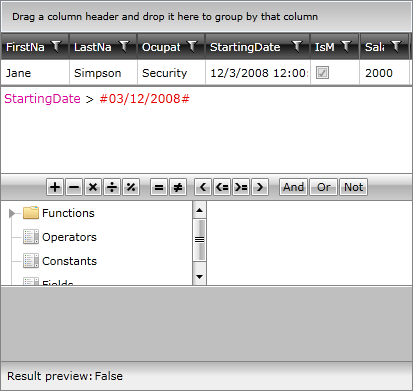 Drag a column header and drop it here to group by that column
FirstNa LastNa Ocupat StartingDate IsM Sala
Jane Simpson Security 12/3/2008 12:00: 2000
StartingDate > #03/12/2008#
+ − × ÷ % = ≠ < <= >= > And Or Not
Functions
Operators
Constants
Fields
Result preview: False